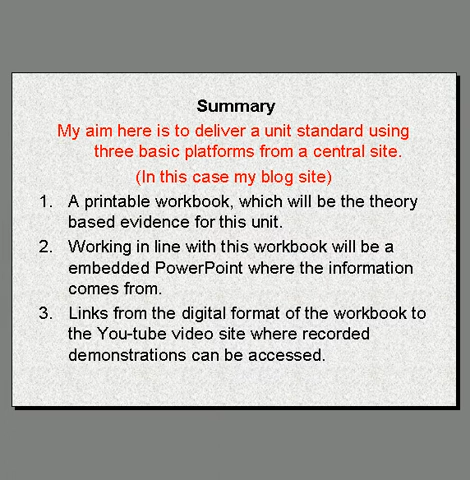 Summary
My aim here is to deliver a unit standard using
three basic platforms from a central site.
(In this case my blog site)
1. A printable workbook, which will be the theory
based evidence for this unit.
2. Working in line with this workbook will be a
embedded PowerPoint where the information
comes from.
3. Links from the digital format of the workbook to
the You-tube video site where recorded
demonstrations can be accessed.